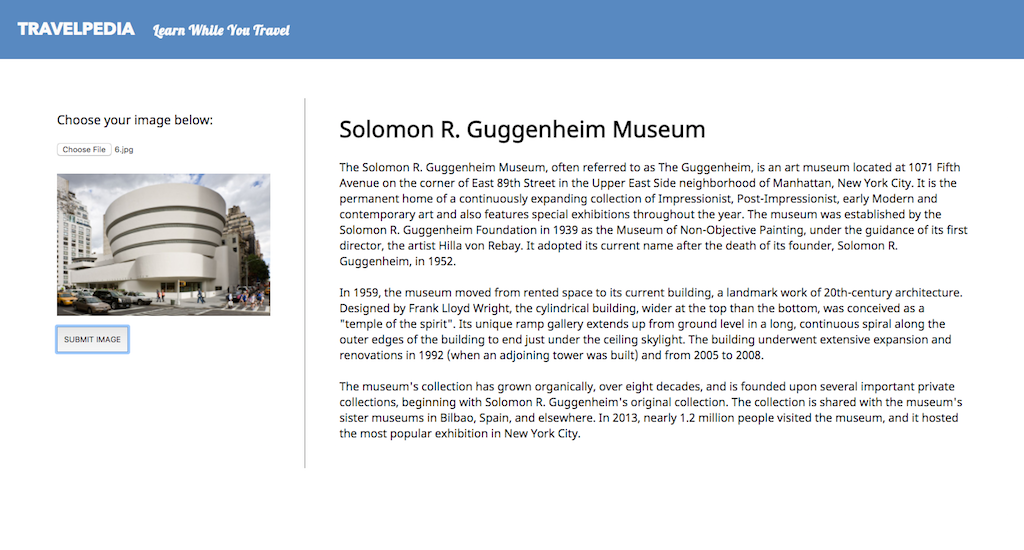 TRAVELPEDIA Learn While You Travel
Choose your image below:
Choose File 6.jpg
SUBMIT IMAGE
Solomon R. Guggenheim Museum
The Solomon R. Guggenheim Museum, often referred to as The Guggenheim, is an art museum located at 1071 Fifth
Avenue on the corner of East 89th Street in the Upper East Side neighborhood of Manhattan, New York City. It is the
permanent home of a continuously expanding collection of Impressionist, Post-Impressionist, early Modern and
contemporary art and also features special exhibitions throughout the year. The museum was established by the
Solomon R. Guggenheim Foundation in 1939 as the Museum of Non-Objective Painting, under the guidance of its first
director, the artist Hilla von Rebay. It adopted its current name after the death of its founder, Solomon R.
Guggenheim, in 1952.
In 1959, the museum moved from rented space to its current building, a landmark work of 20th-century architecture.
Designed by Frank Lloyd Wright, the cylindrical building, wider at the top than the bottom, was conceived as a
"temple of the spirit". Its unique ramp gallery extends up from ground level in a long, continuous spiral along the
outer edges of the building to end just under the ceiling skylight. The building underwent extensive expansion and
renovations in 1992 (when an adjoining tower was built) and from 2005 to 2008.
The museum's collection has grown organically, over eight decades, and is founded upon several important private
collections, beginning with Solomon R. Guggenheim's original collection. The collection is shared with the museum's
sister museums in Bilbao, Spain, and elsewhere. In 2013, nearly 1.2 million people visited the museum, and it hosted
the most popular exhibition in New York City.